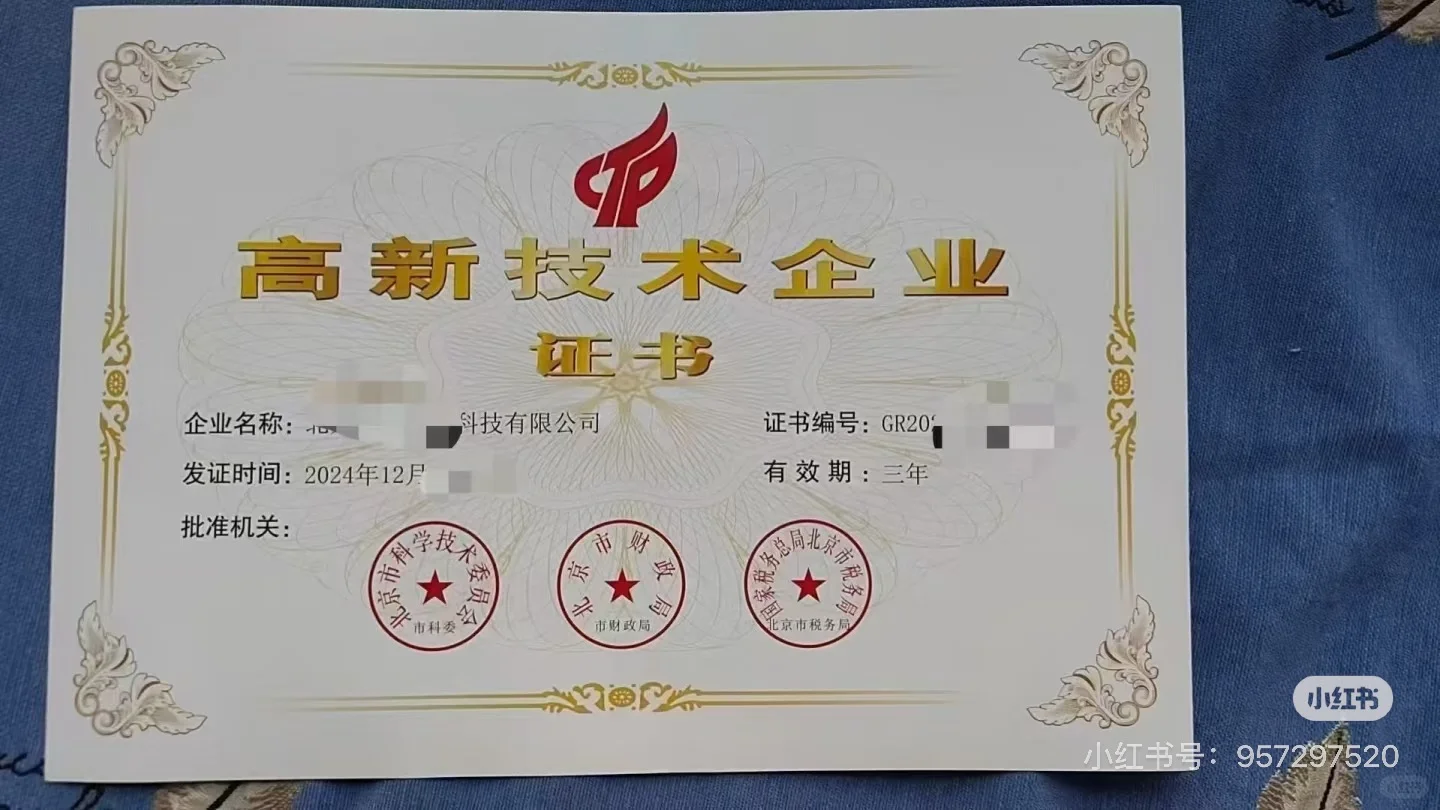 高新技术企业
证书
企业名称: 科技有限公司
证书编号: GR20
发证时间: 2024年12月
有效期: 三年
批准机关:
北京市科学技术委员会
市科委
北京市财政局
市财政局
国家税务总局北京市税务局
北京市税务局
小红书
小红书号: 957297520